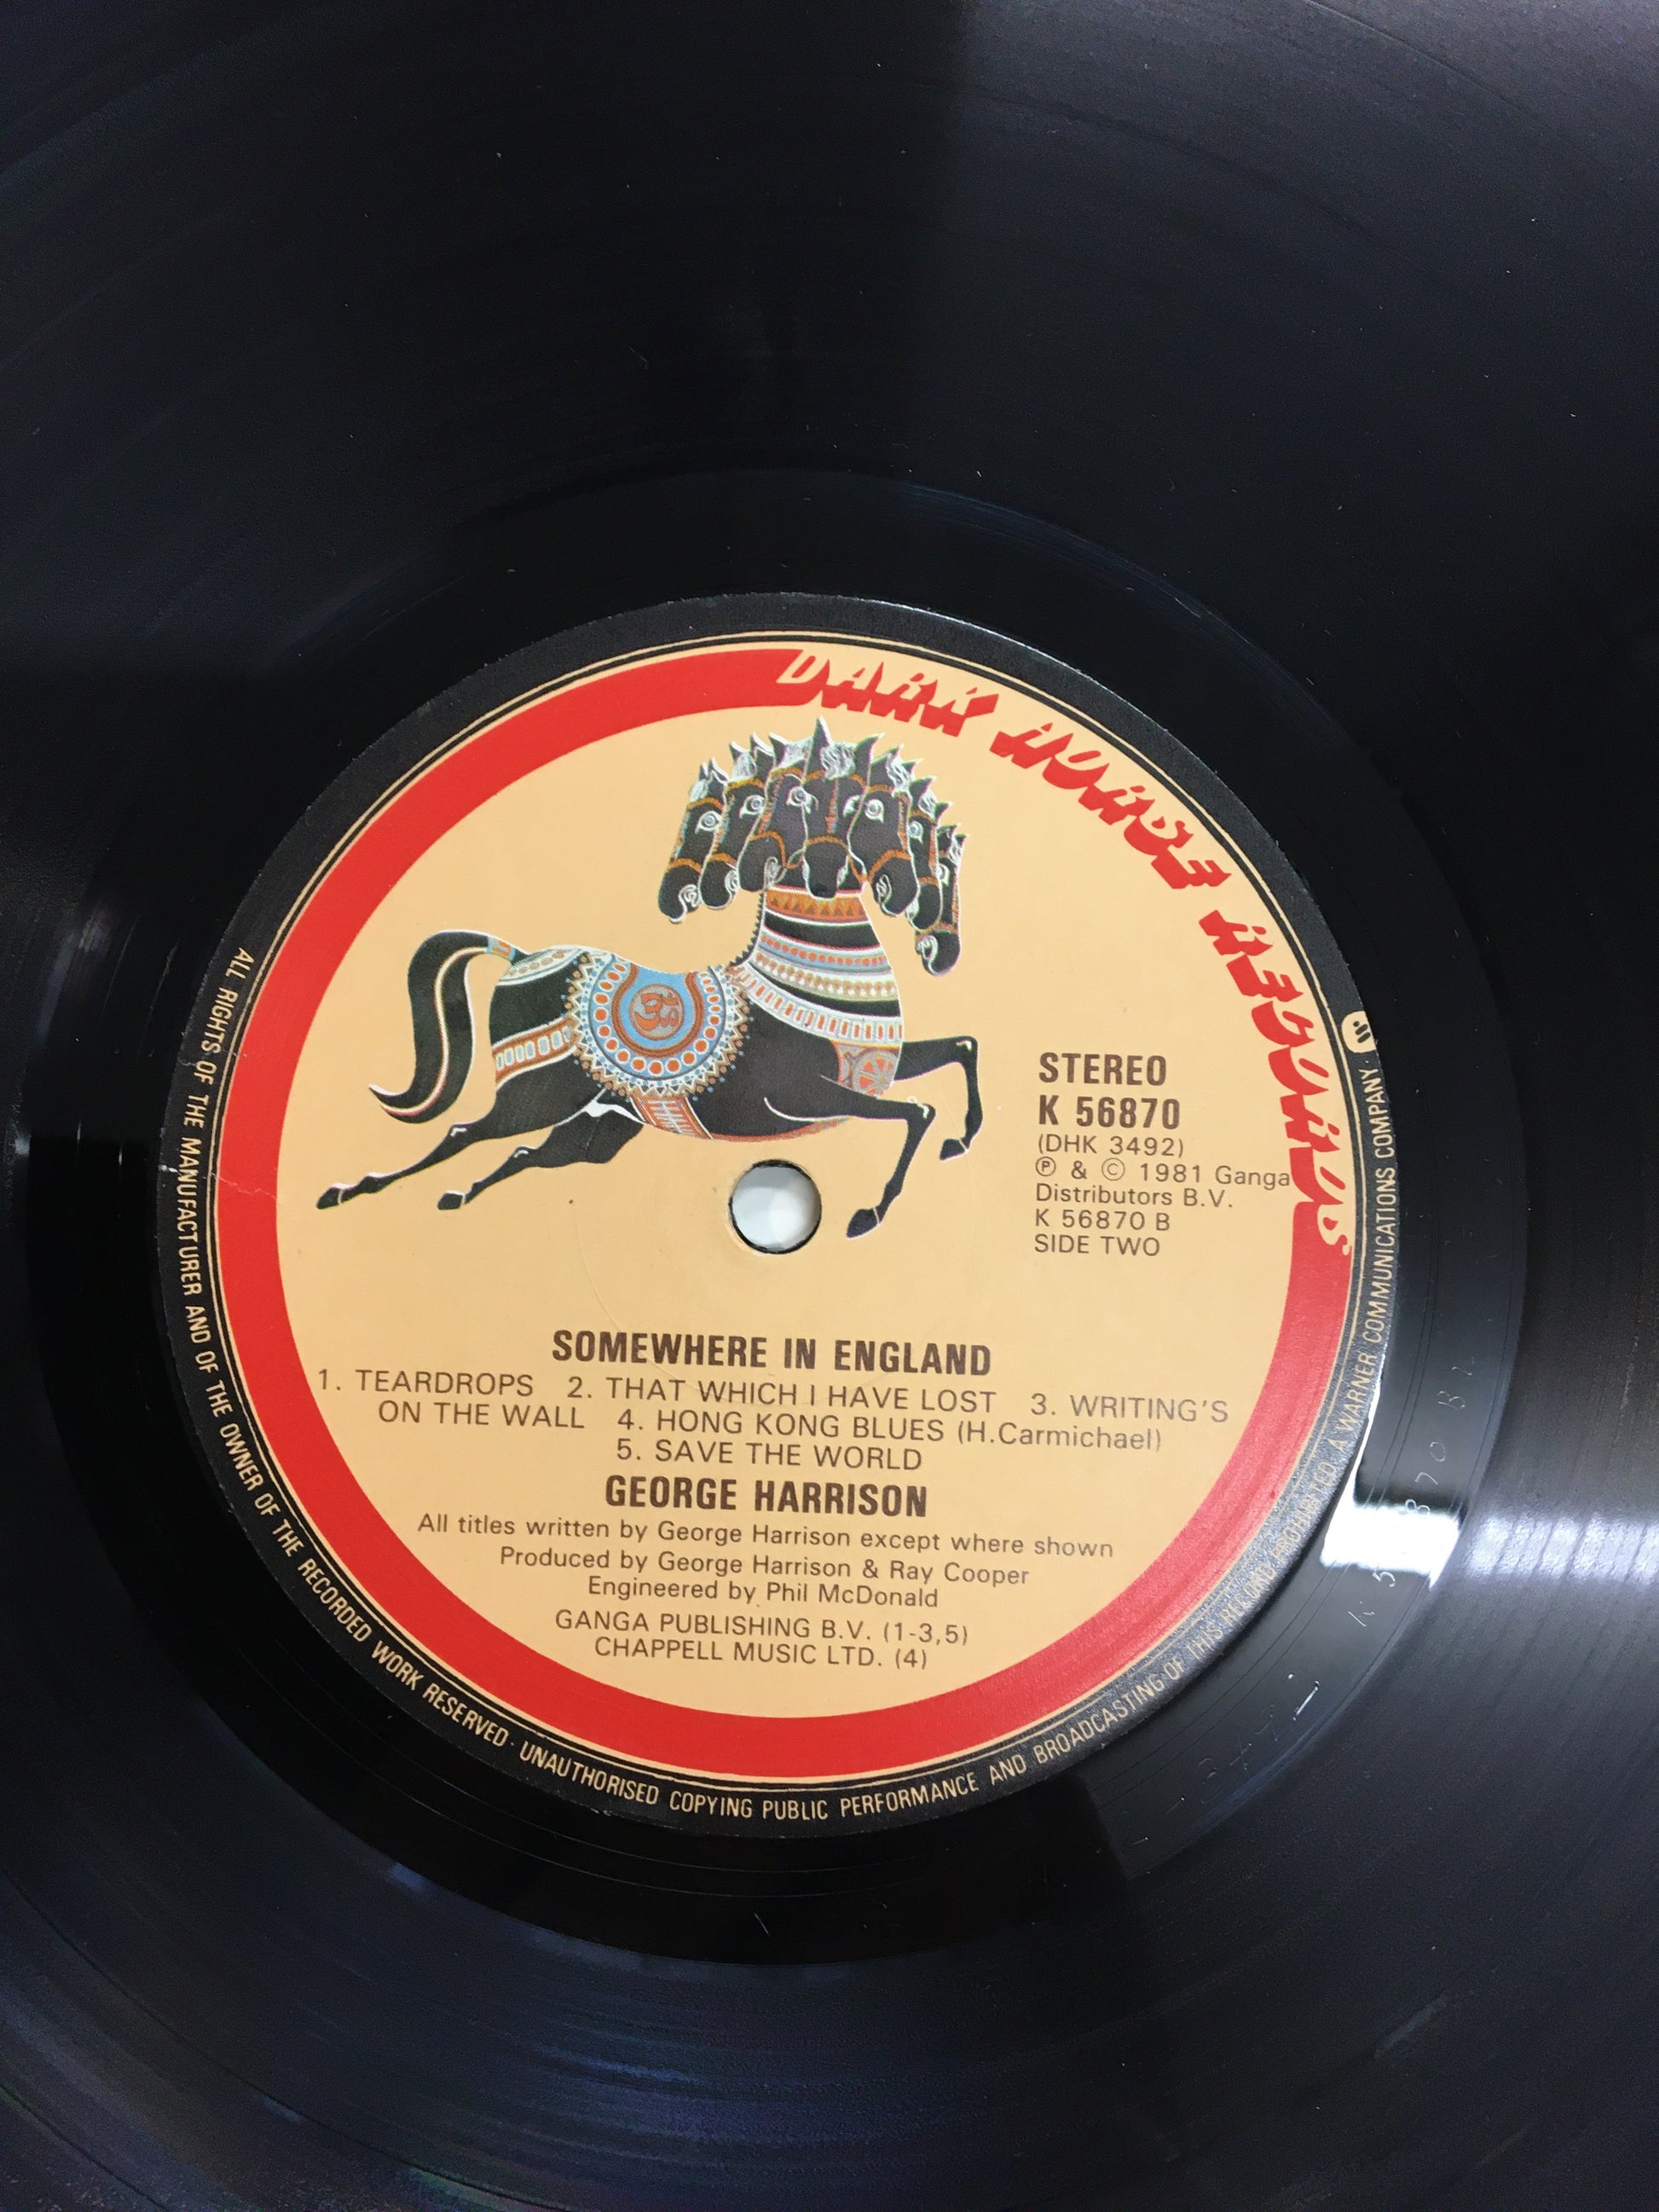 DARK HORSE RECORDS
STEREO
K 56870
(DHK 3492)
℗ & © 1981 Ganga
Distributors B.V.
K 56870 B
SIDE TWO
SOMEWHERE IN ENGLAND
1. TEARDROPS 2. THAT WHICH I HAVE LOST 3. WRITING'S
ON THE WALL 4. HONG KONG BLUES (H.Carmichael)
5. SAVE THE WORLD
GEORGE HARRISON
All titles written by George Harrison except where shown
Produced by George Harrison & Ray Cooper
Engineered by Phil McDonald
GANGA PUBLISHING B.V. (1-3,5)
CHAPPELL MUSIC LTD. (4)
ALL RIGHTS OF THE MANUFACTURER AND OF THE OWNER OF THE RECORDED WORK RESERVED · UNAUTHORISED COPYING PUBLIC PERFORMANCE AND BROADCASTING OF THIS RECORD PROHIBITED · A WARNER COMMUNICATIONS COMPANY ·